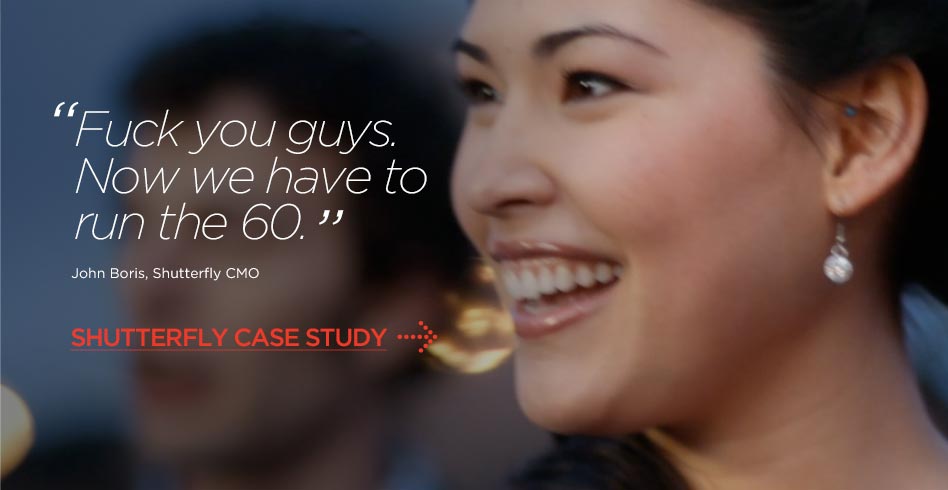 “Fuck you guys.
Now we have to
run the 60.”
John Boris, Shutterfly CMO
SHUTTERFLY CASE STUDY